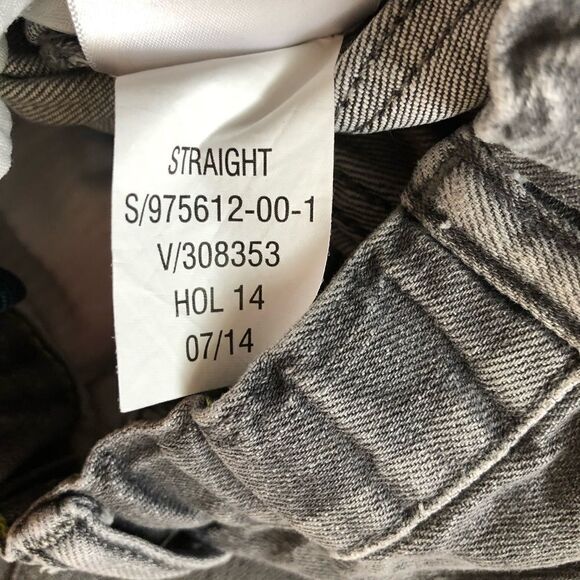 STRAIGHT
S/975612-00-1
V/308353
HOL 14
07/14